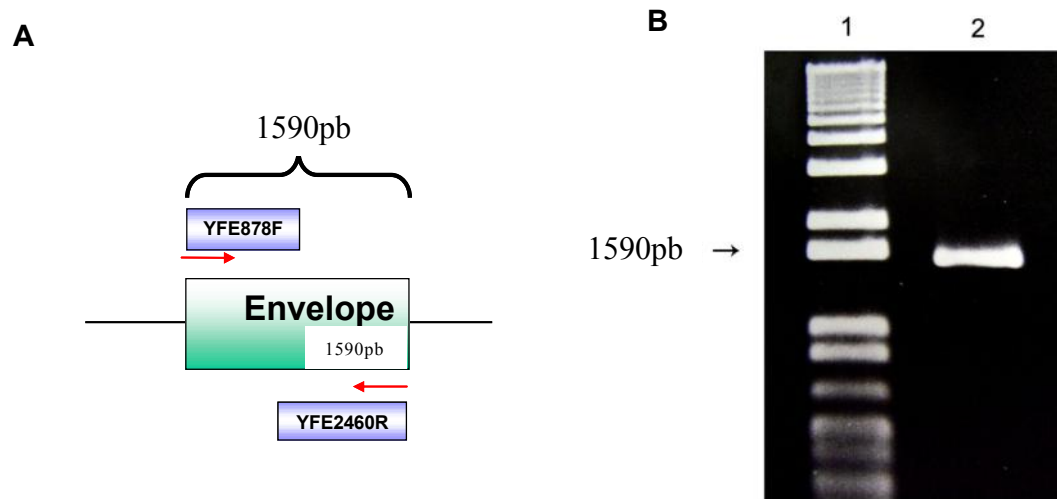 A
1590pb
YFE878F
Envelope
1590pb
YFE2460R
B
1 2
1590pb →